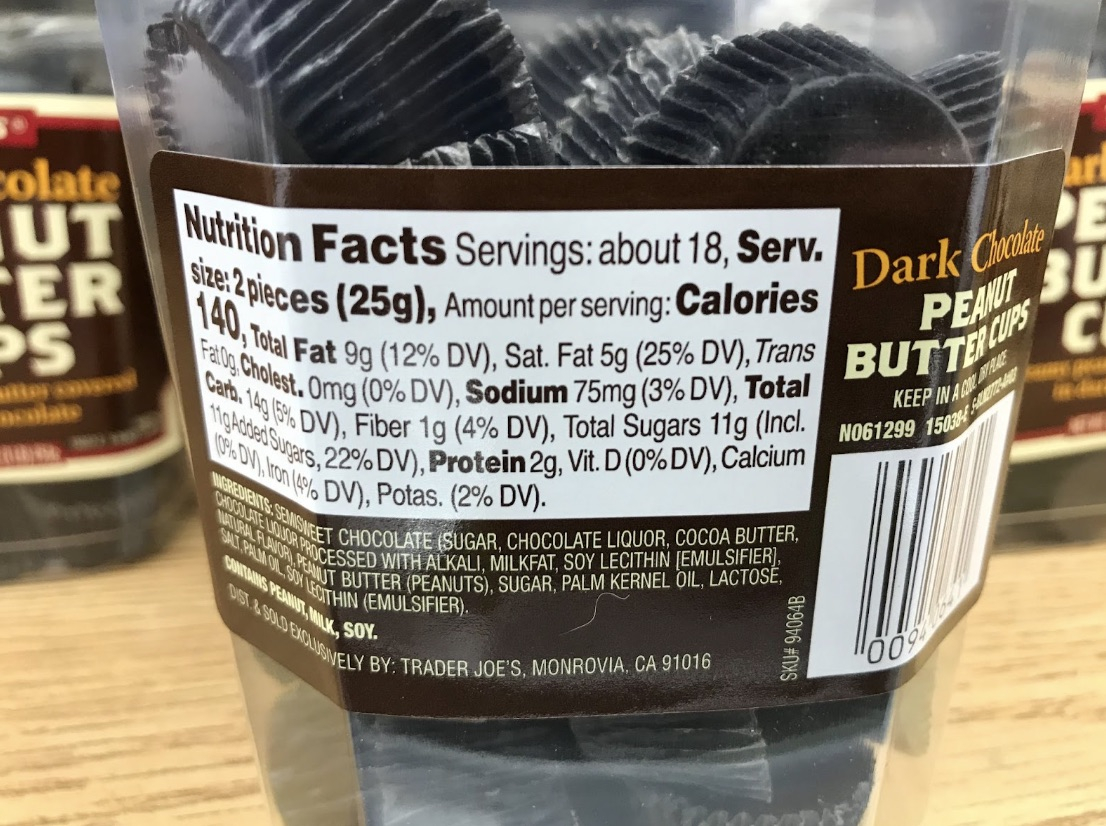 Nutrition Facts Servings: about 18, Serv.
size: 2 pieces (25g), Amount per serving: Calories
140, Total Fat 9g (12% DV), Sat. Fat 5g (25% DV), Trans
Fat 0g, Cholest. 0mg (0% DV), Sodium 75mg (3% DV), Total
Carb. 14g (5% DV), Fiber 1g (4% DV), Total Sugars 11g (Incl.
11g Added Sugars, 22% DV), Protein 2g, Vit. D (0% DV), Calcium
(0% DV), Iron (4% DV), Potas. (2% DV).
INGREDIENTS: SEMISWEET CHOCOLATE (SUGAR, CHOCOLATE LIQUOR, COCOA BUTTER,
CHOCOLATE LIQUOR PROCESSED WITH ALKALI, MILKFAT, SOY LECITHIN [EMULSIFIER],
NATURAL FLAVOR), PEANUT BUTTER (PEANUTS), SUGAR, PALM KERNEL OIL, LACTOSE,
SALT, PALM OIL, SOY LECITHIN (EMULSIFIER).
CONTAINS PEANUT, MILK, SOY.
DIST. & SOLD EXCLUSIVELY BY: TRADER JOE'S, MONROVIA, CA 91016
SKU# 94064B
Dark Chocolate
PEANUT
BUTTER CUPS
KEEP IN A COOL DRY PLACE.
N061299 15038-E
009
colate
UT
TER
PS